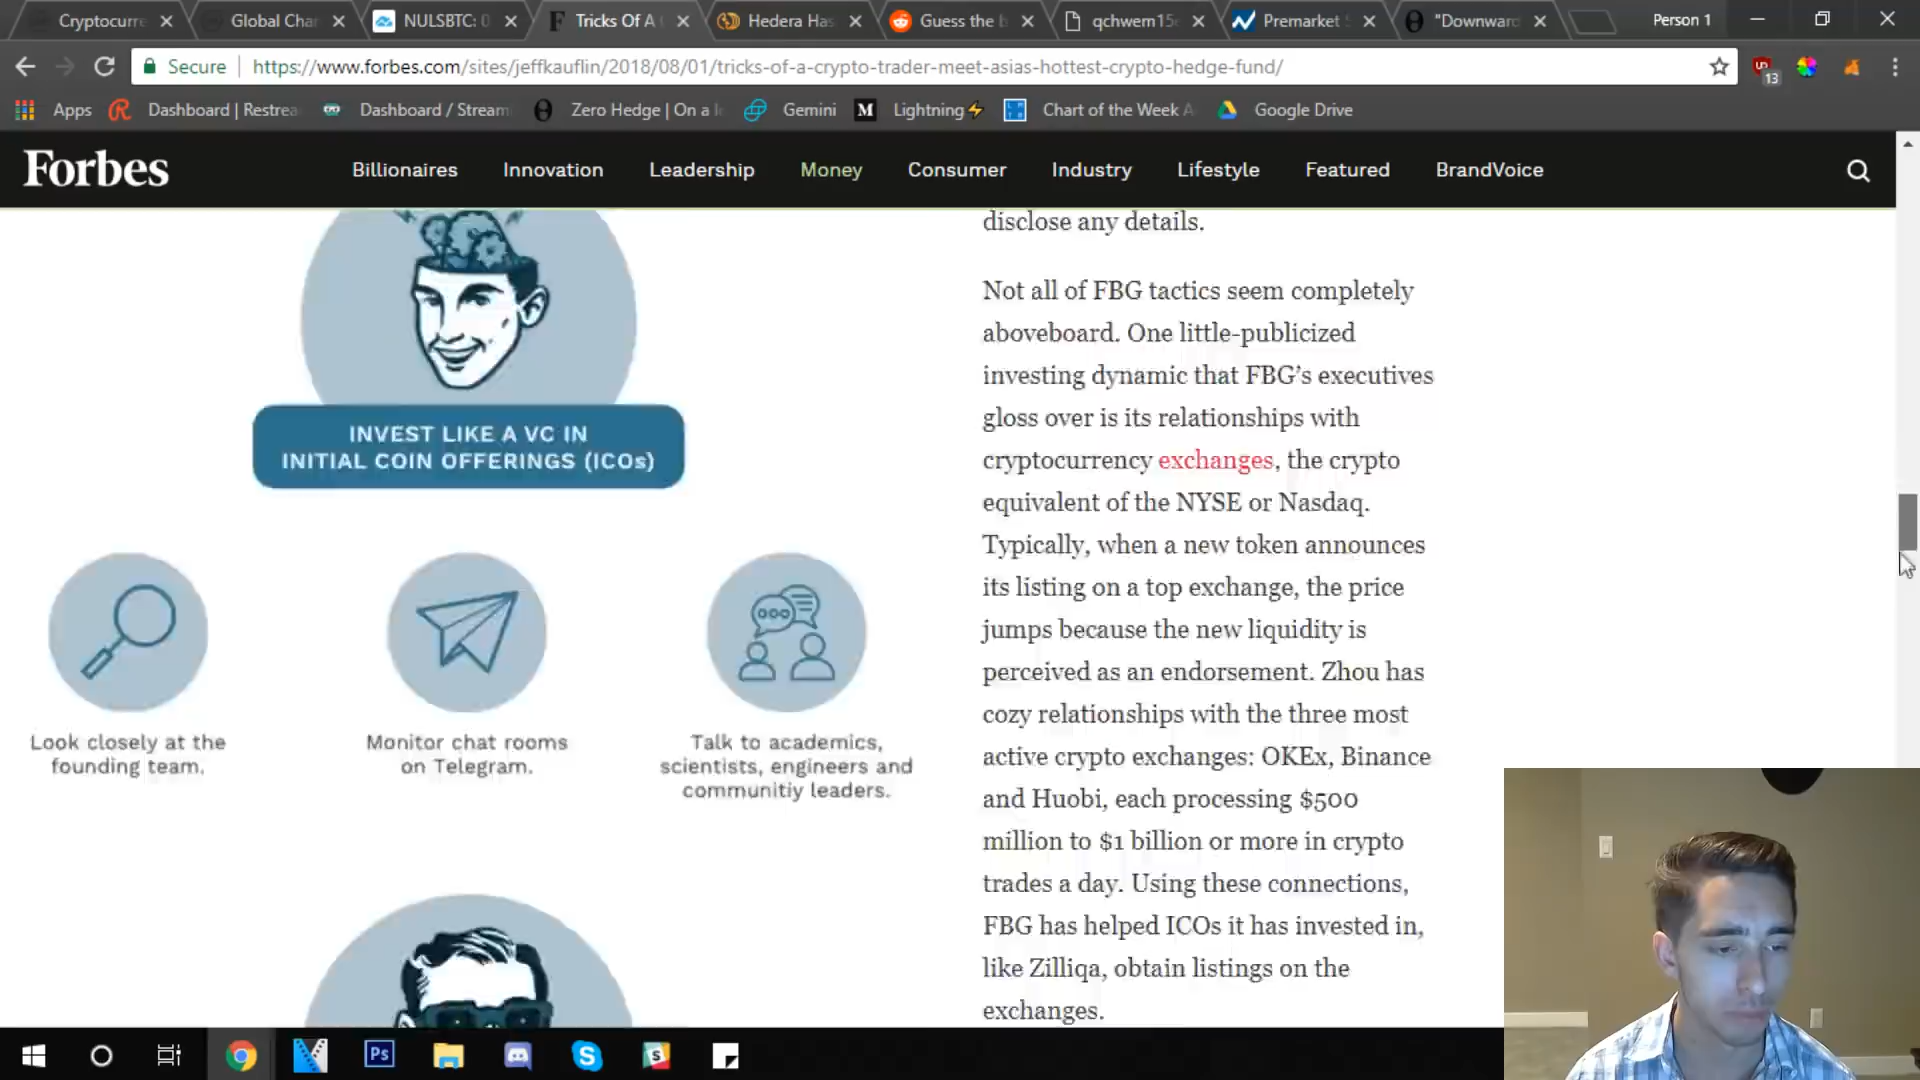 Cryptocurre
Global Char
NULSBTC: 0
Tricks Of A
Hedera Has
Guess the b
qchwem15
Premarket
"Downward
Person 1
Secure
https://www.forbes.com/sites/jeffkauflin/2018/08/01/tricks-of-a-crypto-trader-meet-asias-hottest-crypto-hedge-fund/
13
Apps
Dashboard | Restrea
Dashboard / Stream
Zero Hedge | On a l
Gemini
Lightning⚡
Chart of the Week A
Google Drive
Forbes
Billionaires
Innovation
Leadership
Money
Consumer
Industry
Lifestyle
Featured
BrandVoice
INVEST LIKE A VC IN
INITIAL COIN OFFERINGS (ICOs)
Look closely at the
founding team.
Monitor chat rooms
on Telegram.
Talk to academics,
scientists, engineers and
communitiy leaders.
disclose any details.
Not all of FBG tactics seem completely
aboveboard. One little-publicized
investing dynamic that FBG's executives
gloss over is its relationships with
cryptocurrency exchanges, the crypto
equivalent of the NYSE or Nasdaq.
Typically, when a new token announces
its listing on a top exchange, the price
jumps because the new liquidity is
perceived as an endorsement. Zhou has
cozy relationships with the three most
active crypto exchanges: OKEx, Binance
and Huobi, each processing $500
million to $1 billion or more in crypto
trades a day. Using these connections,
FBG has helped ICOs it has invested in,
like Zilliqa, obtain listings on the
exchanges.
Ps